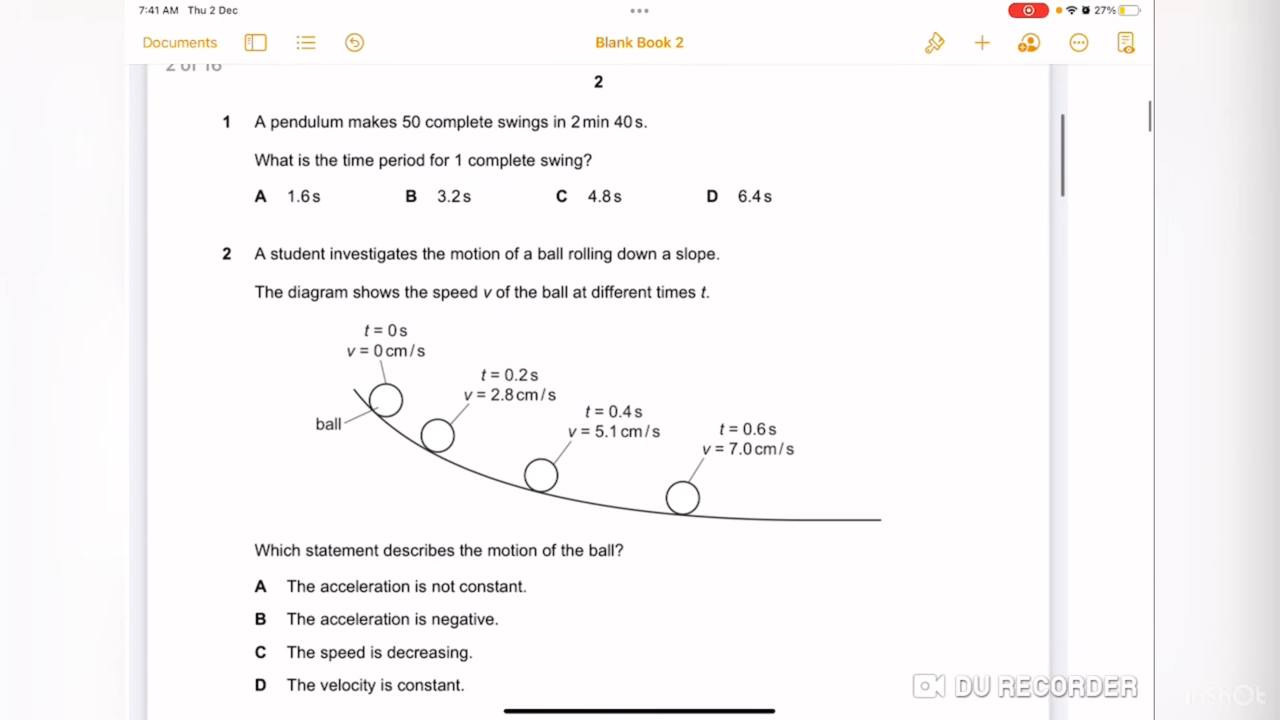 7:41 AM Thu 2 Dec
27%
Documents
Blank Book 2
2 of 16
2
1 A pendulum makes 50 complete swings in 2 min 40 s.
What is the time period for 1 complete swing?
A 1.6 s B 3.2 s C 4.8 s D 6.4 s
2 A student investigates the motion of a ball rolling down a slope.
The diagram shows the speed v of the ball at different times t.
t = 0 s
v = 0 cm / s
t = 0.2 s
v = 2.8 cm / s
t = 0.4 s
v = 5.1 cm / s
t = 0.6 s
v = 7.0 cm / s
ball
Which statement describes the motion of the ball?
A The acceleration is not constant.
B The acceleration is negative.
C The speed is decreasing.
D The velocity is constant.
DU RECORDER